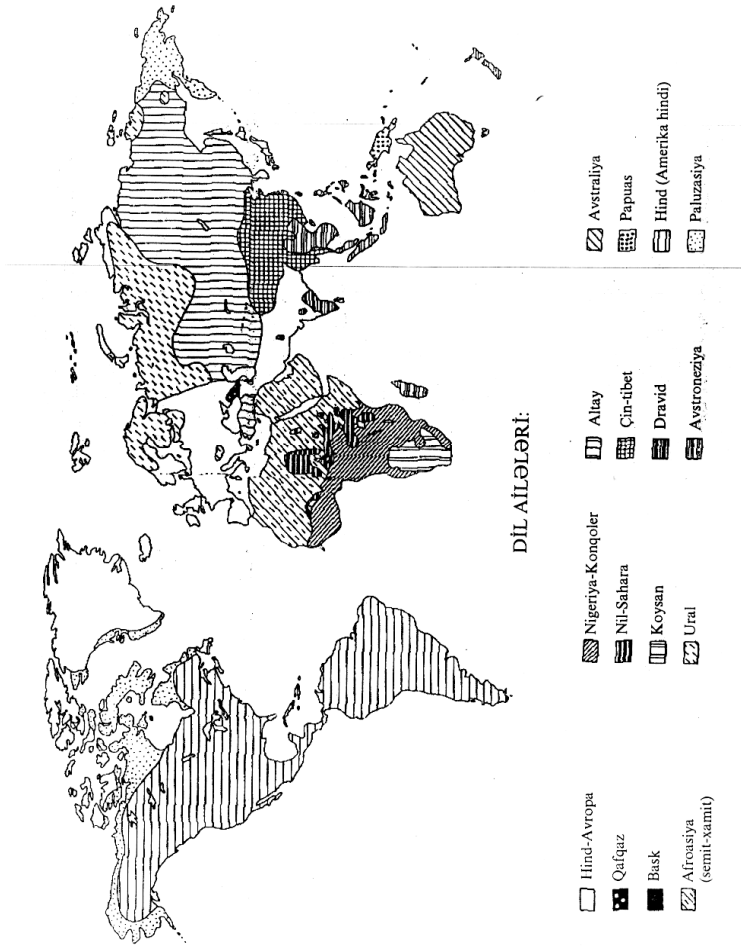 DİL AİLƏLƏRİ:
Hind-Avropa
Qafqaz
Bask
Afroasiya
(semit-xamit)
Nigeriya-Konqoler
Nil-Sahara
Koysan
Ural
Altay
Çin-tibet
Dravid
Avstroneziya
Avstraliya
Papuas
Hind (Amerika hindi)
Paluzasiya